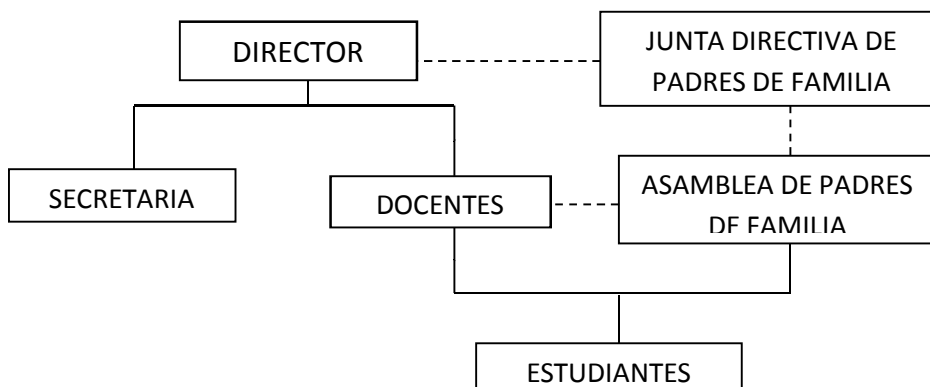 DIRECTOR
JUNTA DIRECTIVA DE
PADRES DE FAMILIA
SECRETARIA
DOCENTES
ASAMBLEA DE PADRES
DE FAMILIA
ESTUDIANTES